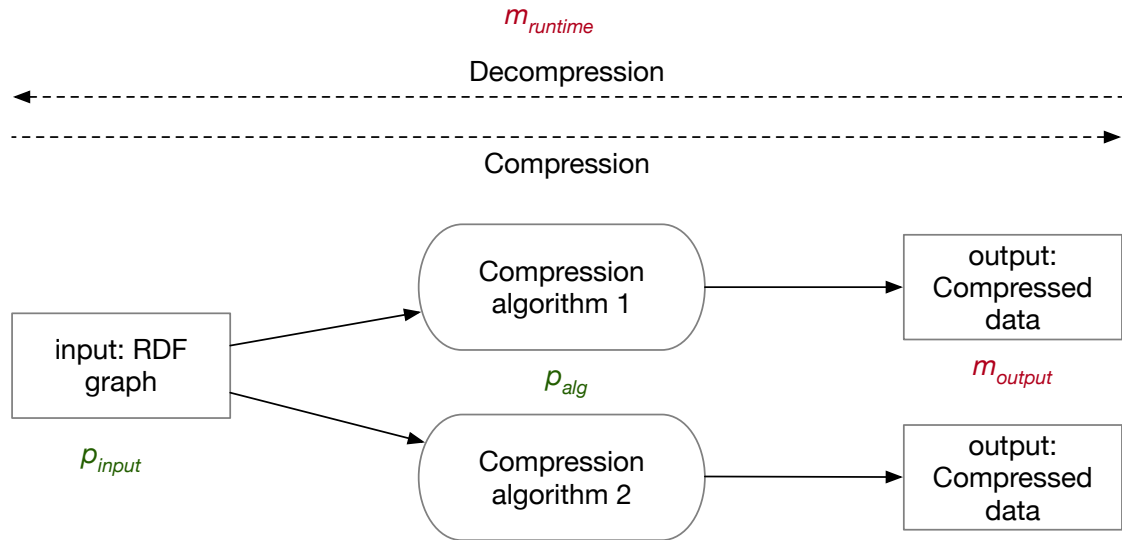 m_runtime
Decompression
Compression
Compression
algorithm 1
output:
Compressed
data
input: RDF
graph
p_alg
m_output
p_input
Compression
algorithm 2
output:
Compressed
data